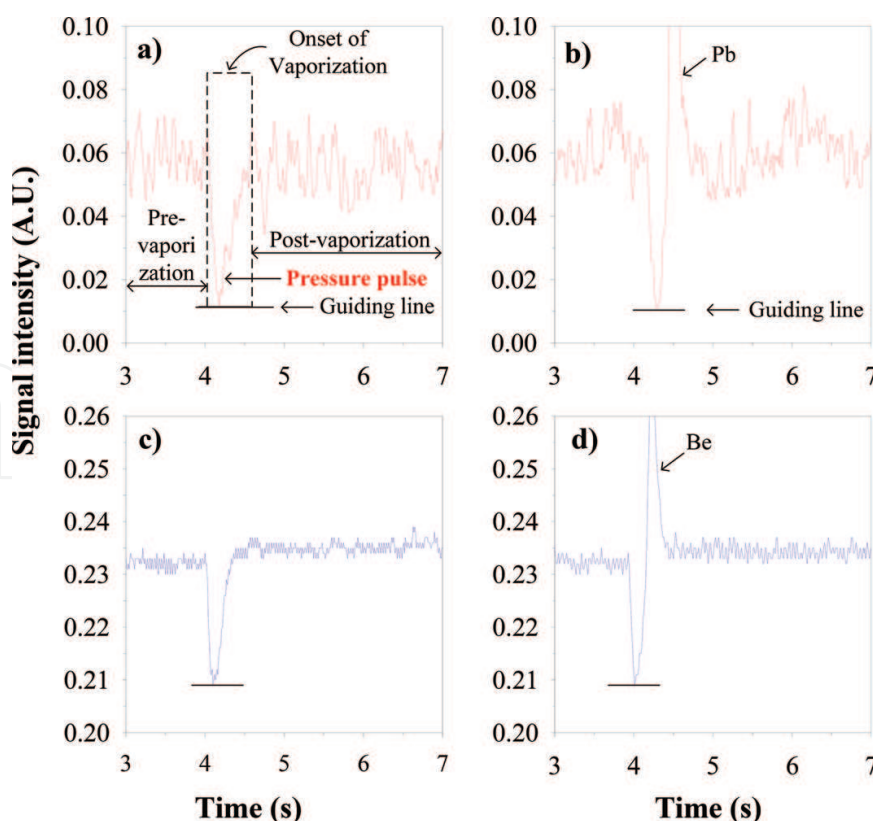 Signal intensity (A.U.)
a)
Onset of
Vaporization
Pre-
vapori
zation
Post-vaporization
Pressure pulse
Guiding line
0.10
0.08
0.06
0.04
0.02
0.00
3 4 5 6 7
b)
Pb
Guiding line
0.10
0.08
0.06
0.04
0.02
0.00
3 4 5 6 7
c)
0.26
0.25
0.24
0.23
0.22
0.21
0.20
3 4 5 6 7
Time (s)
d)
Be
0.26
0.25
0.24
0.23
0.22
0.21
0.20
3 4 5 6 7
Time (s)